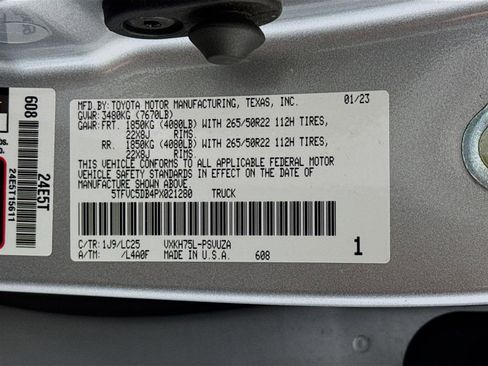 MFD.BY: TOYOTA MOTOR MANUFACTURING, TEXAS, INC. 01/23
GVWR: 3480KG (7670LB)
GAWR: FRT. 1850KG (4080LB) WITH 265/50R22 112H TIRES,
22X8J RIMS.
RR. 1850KG (4080LB) WITH 265/50R22 112H TIRES,
22X8J RIMS.
THIS VEHICLE CONFORMS TO ALL APPLICABLE FEDERAL MOTOR
VEHICLE SAFETY STANDARDS IN EFFECT ON THE DATE OF
MANUFACTURE SHOWN ABOVE.
5TFVC5DB4PX021280 TRUCK
C/TR: 1J9/LC25 VXKH75L-PSVUZA
A/TM: /L4A0F MADE IN U.S.A. 608
1
608
24E5T
24E5T15611